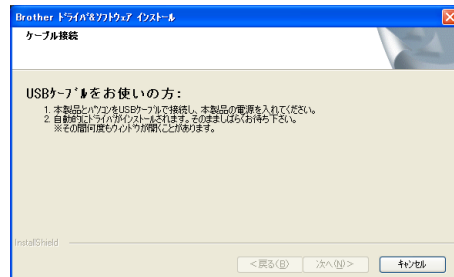 Brother ﾄﾞﾗｲﾊﾞ&ｿﾌﾄｳｪｱ ｲﾝｽﾄｰﾙ
ケーブル接続
USBｹｰﾌﾞﾙをお使いの方:
1. 本製品とﾊﾟｿｺﾝをUSBｹｰﾌﾞﾙで接続し、本製品の電源を入れてください。
2. 自動的にﾄﾞﾗｲﾊﾞがｲﾝｽﾄｰﾙされます。そのまましばらくお待ち下さい。
※その間何度もｳｨﾝﾄﾞｳが開くことがあります。
InstallShield
<戻る(B)
次へ(N)>
ｷｬﾝｾﾙ